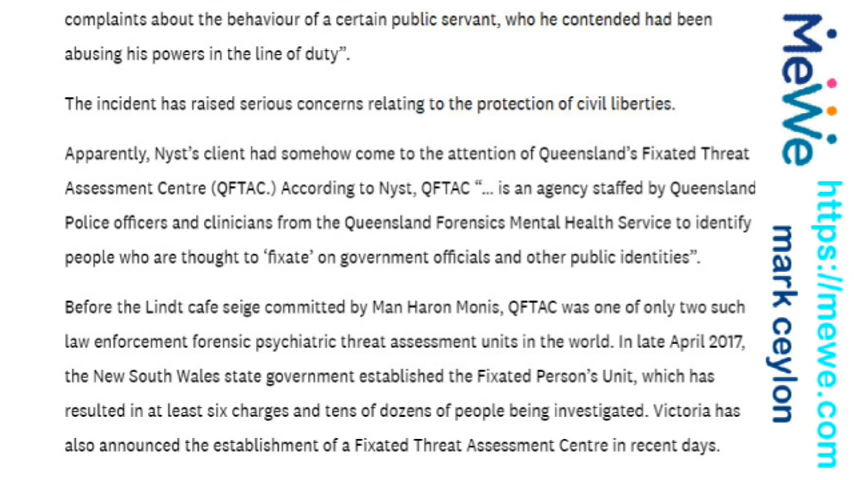 complaints about the behaviour of a certain public servant, who he contended had been
abusing his powers in the line of duty”.
The incident has raised serious concerns relating to the protection of civil liberties.
Apparently, Nyst’s client had somehow come to the attention of Queensland’s Fixated Threat
Assessment Centre (QFTAC.) According to Nyst, QFTAC “… is an agency staffed by Queensland
Police officers and clinicians from the Queensland Forensics Mental Health Service to identify
people who are thought to ‘fixate’ on government officials and other public identities”.
Before the Lindt cafe seige committed by Man Haron Monis, QFTAC was one of only two such
law enforcement forensic psychiatric threat assessment units in the world. In late April 2017,
the New South Wales state government established the Fixated Person’s Unit, which has
resulted in at least six charges and tens of dozens of people being investigated. Victoria has
also announced the establishment of a Fixated Threat Assessment Centre in recent days.
MeWe
https://mewe.com
mark ceylon